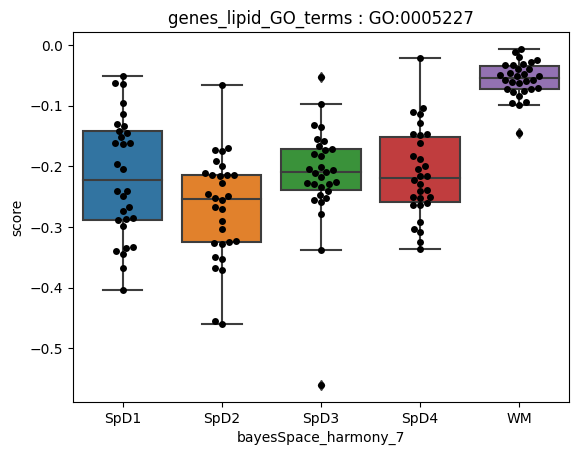 genes_lipid_GO_terms : GO:0005227
score
0.0
−0.1
−0.2
−0.3
−0.4
−0.5
SpD1 SpD2 SpD3 SpD4 WM
bayesSpace_harmony_7